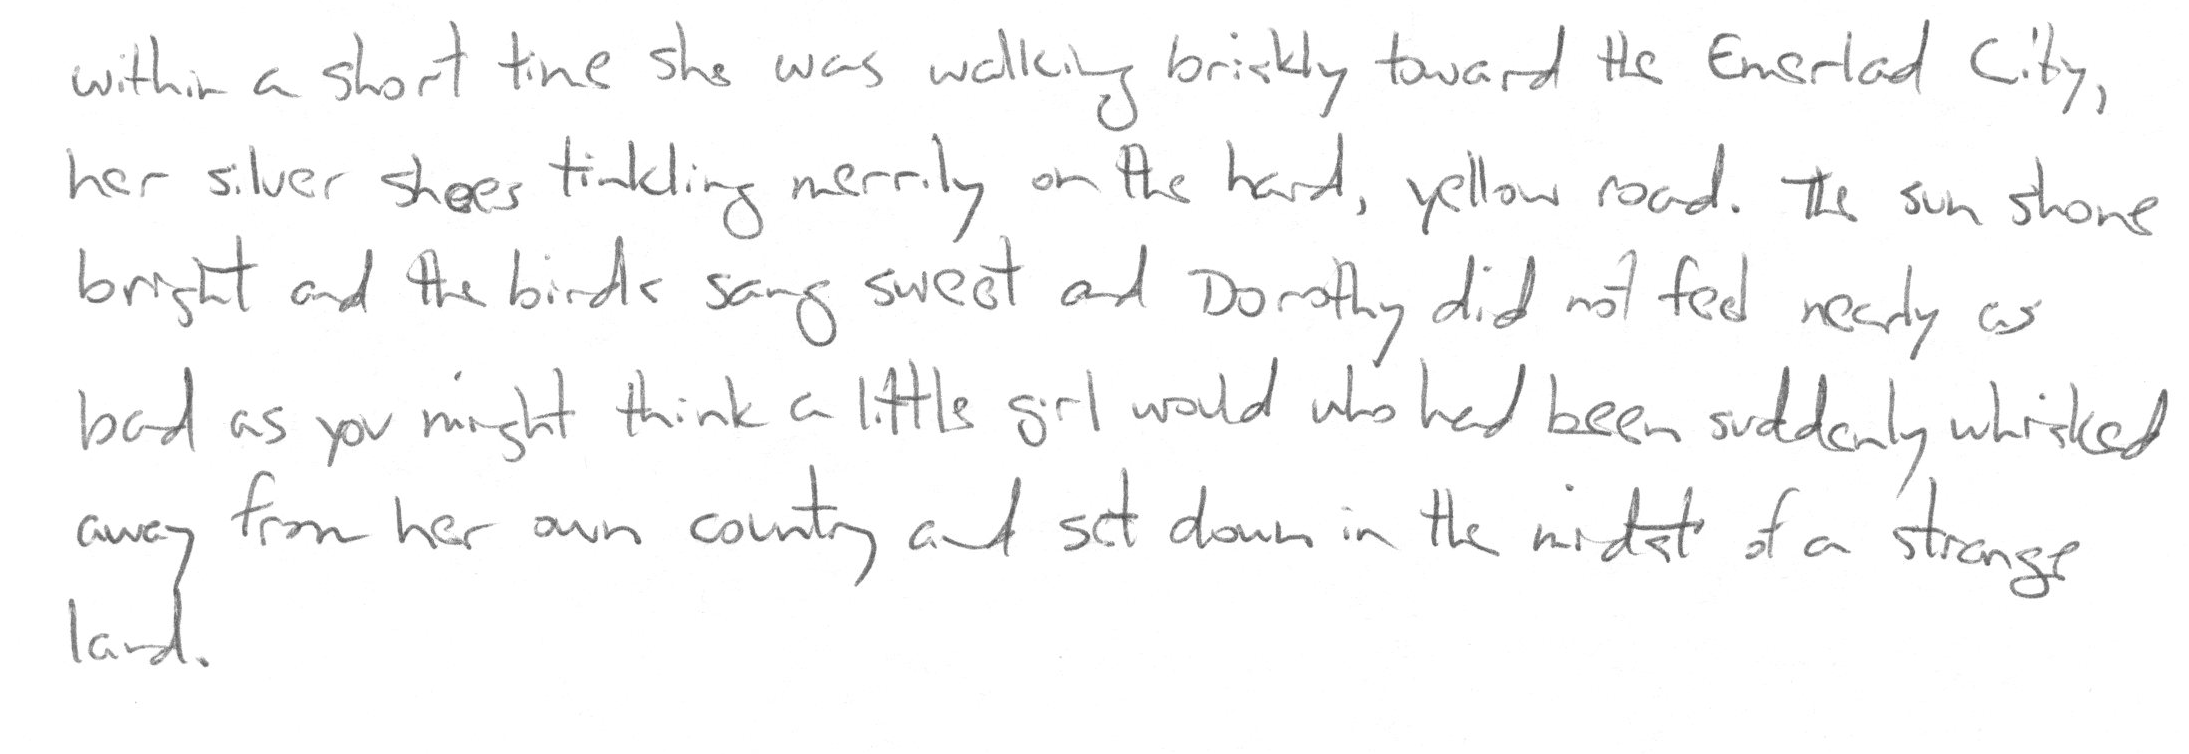 within a short time she was walking briskly toward the Emerlad City,
her silver shoes tinkling merrily on the hard, yellow road. The sun shone
bright and the birds sang sweet and Dorothy did not feel nearly as
bad as you might think a little girl would who had been suddenly whisked
away from her own country and set down in the midst of a strange
land.